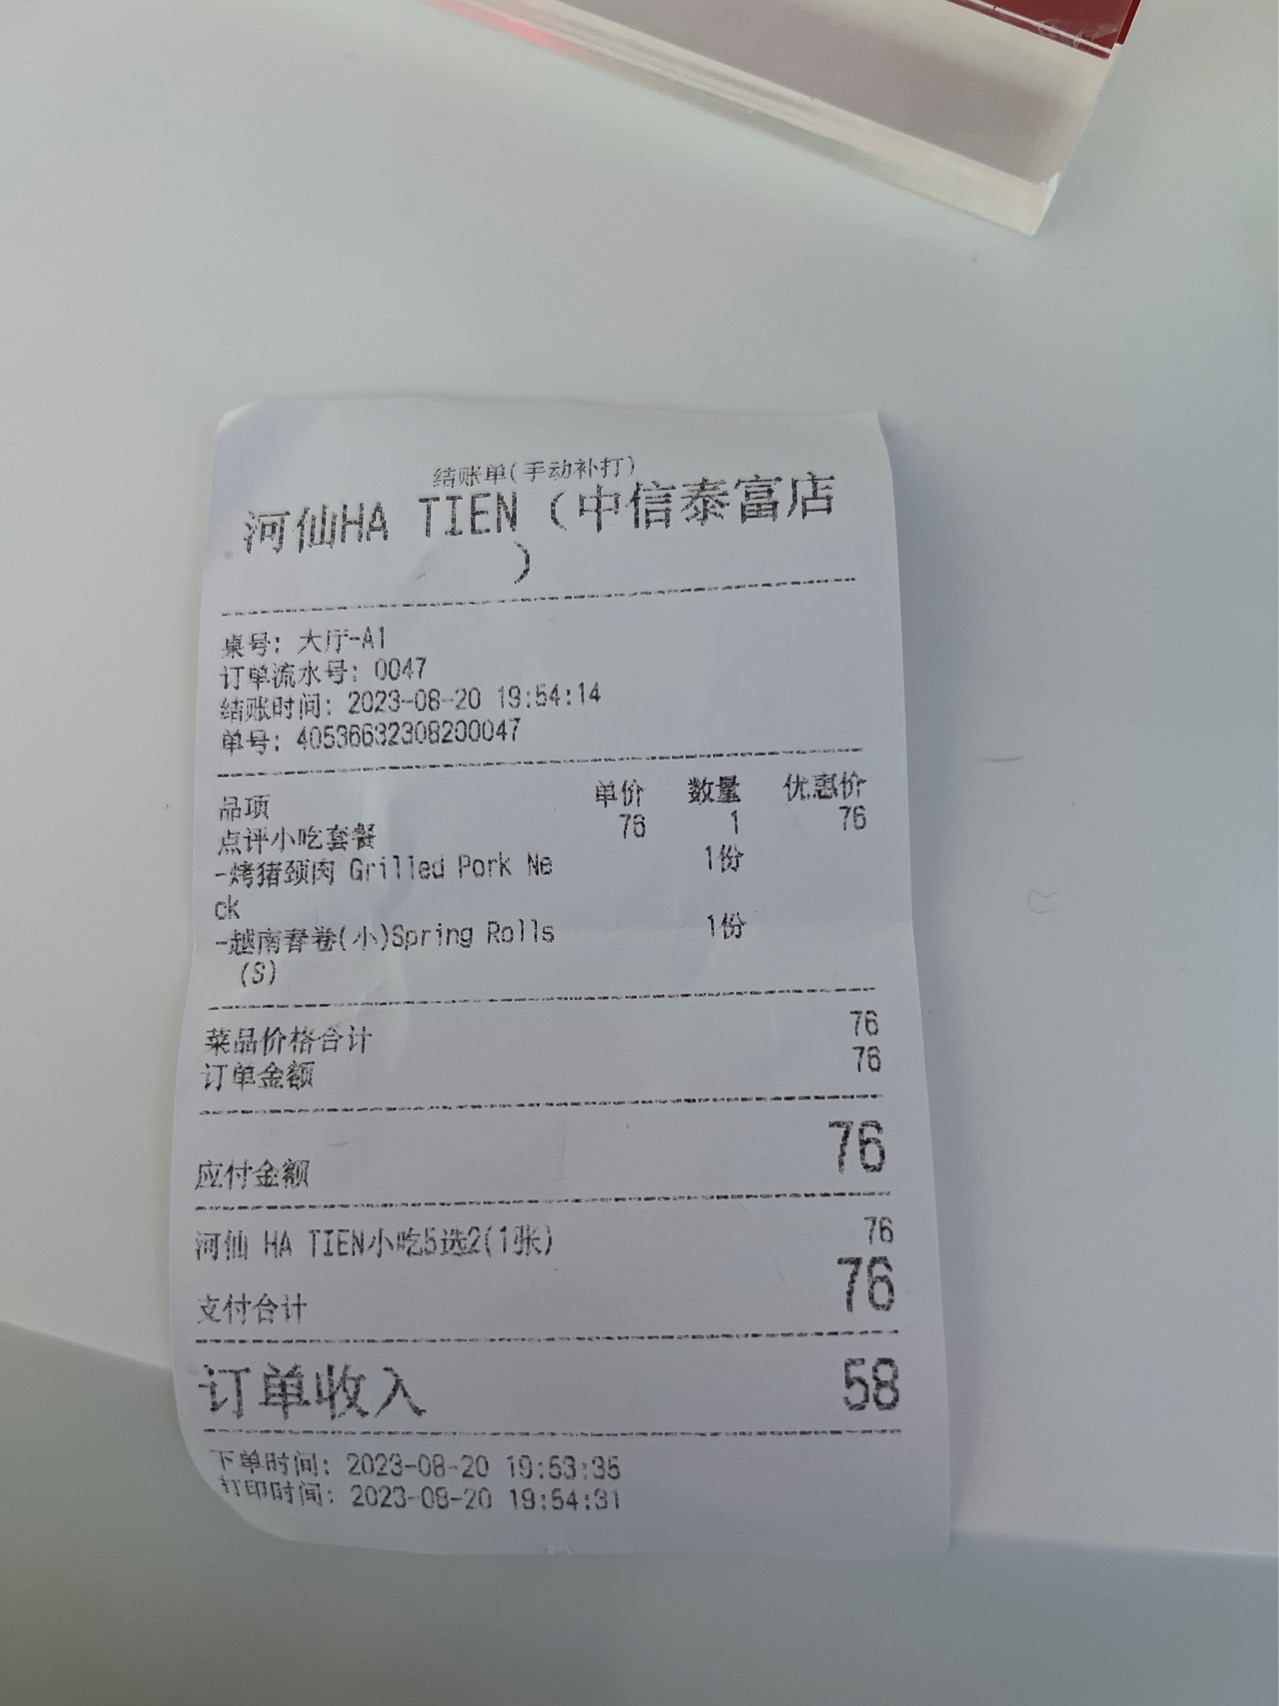 结账单(手动补打)
河仙HA TIEN（中信泰富店
）
桌号: 大厅-A1
订单流水号: 0047
结账时间: 2023-08-20 19:54:14
单号: 40536632308200047
品项 单价 数量 优惠价
点评小吃套餐 76 1 76
-烤猪颈肉 Grilled Pork Ne 1份
ck
-越南春卷(小)Spring Rolls 1份
(S)
菜品价格合计 76
订单金额 76
应付金额 76
河仙 HA TIEN小吃5选2(1张) 76
支付合计 76
订单收入 58
下单时间: 2023-08-20 19:53:35
打印时间: 2023-08-20 19:54:31